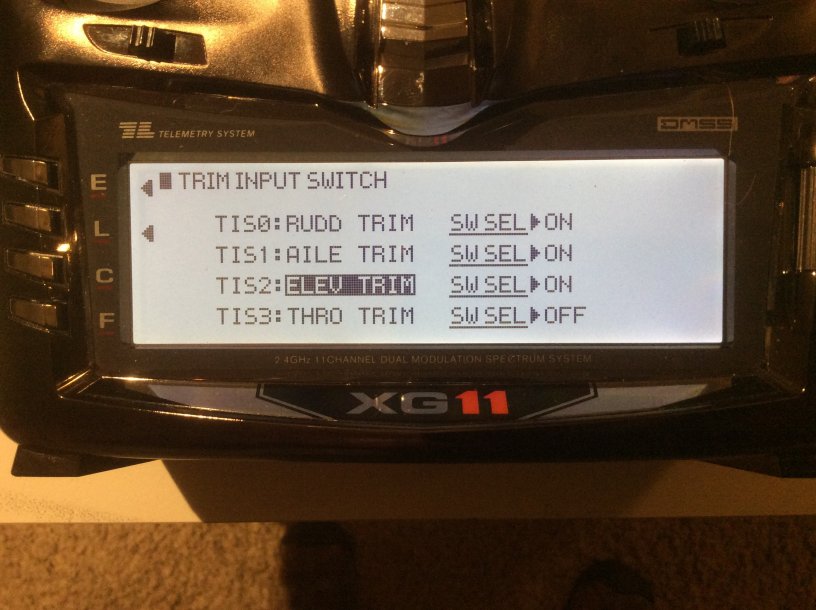 TELEMETRY SYSTEM
DMSS
TRIM INPUT SWITCH
TIS0:RUDD TRIM SW SEL▶ON
TIS1:AILE TRIM SW SEL▶ON
TIS2:ELEV TRIM SW SEL▶ON
TIS3:THRO TRIM SW SEL▶OFF
E
L
C
F
2.4GHz 11CHANNEL DUAL MODULATION SPECTRUM SYSTEM
XG11